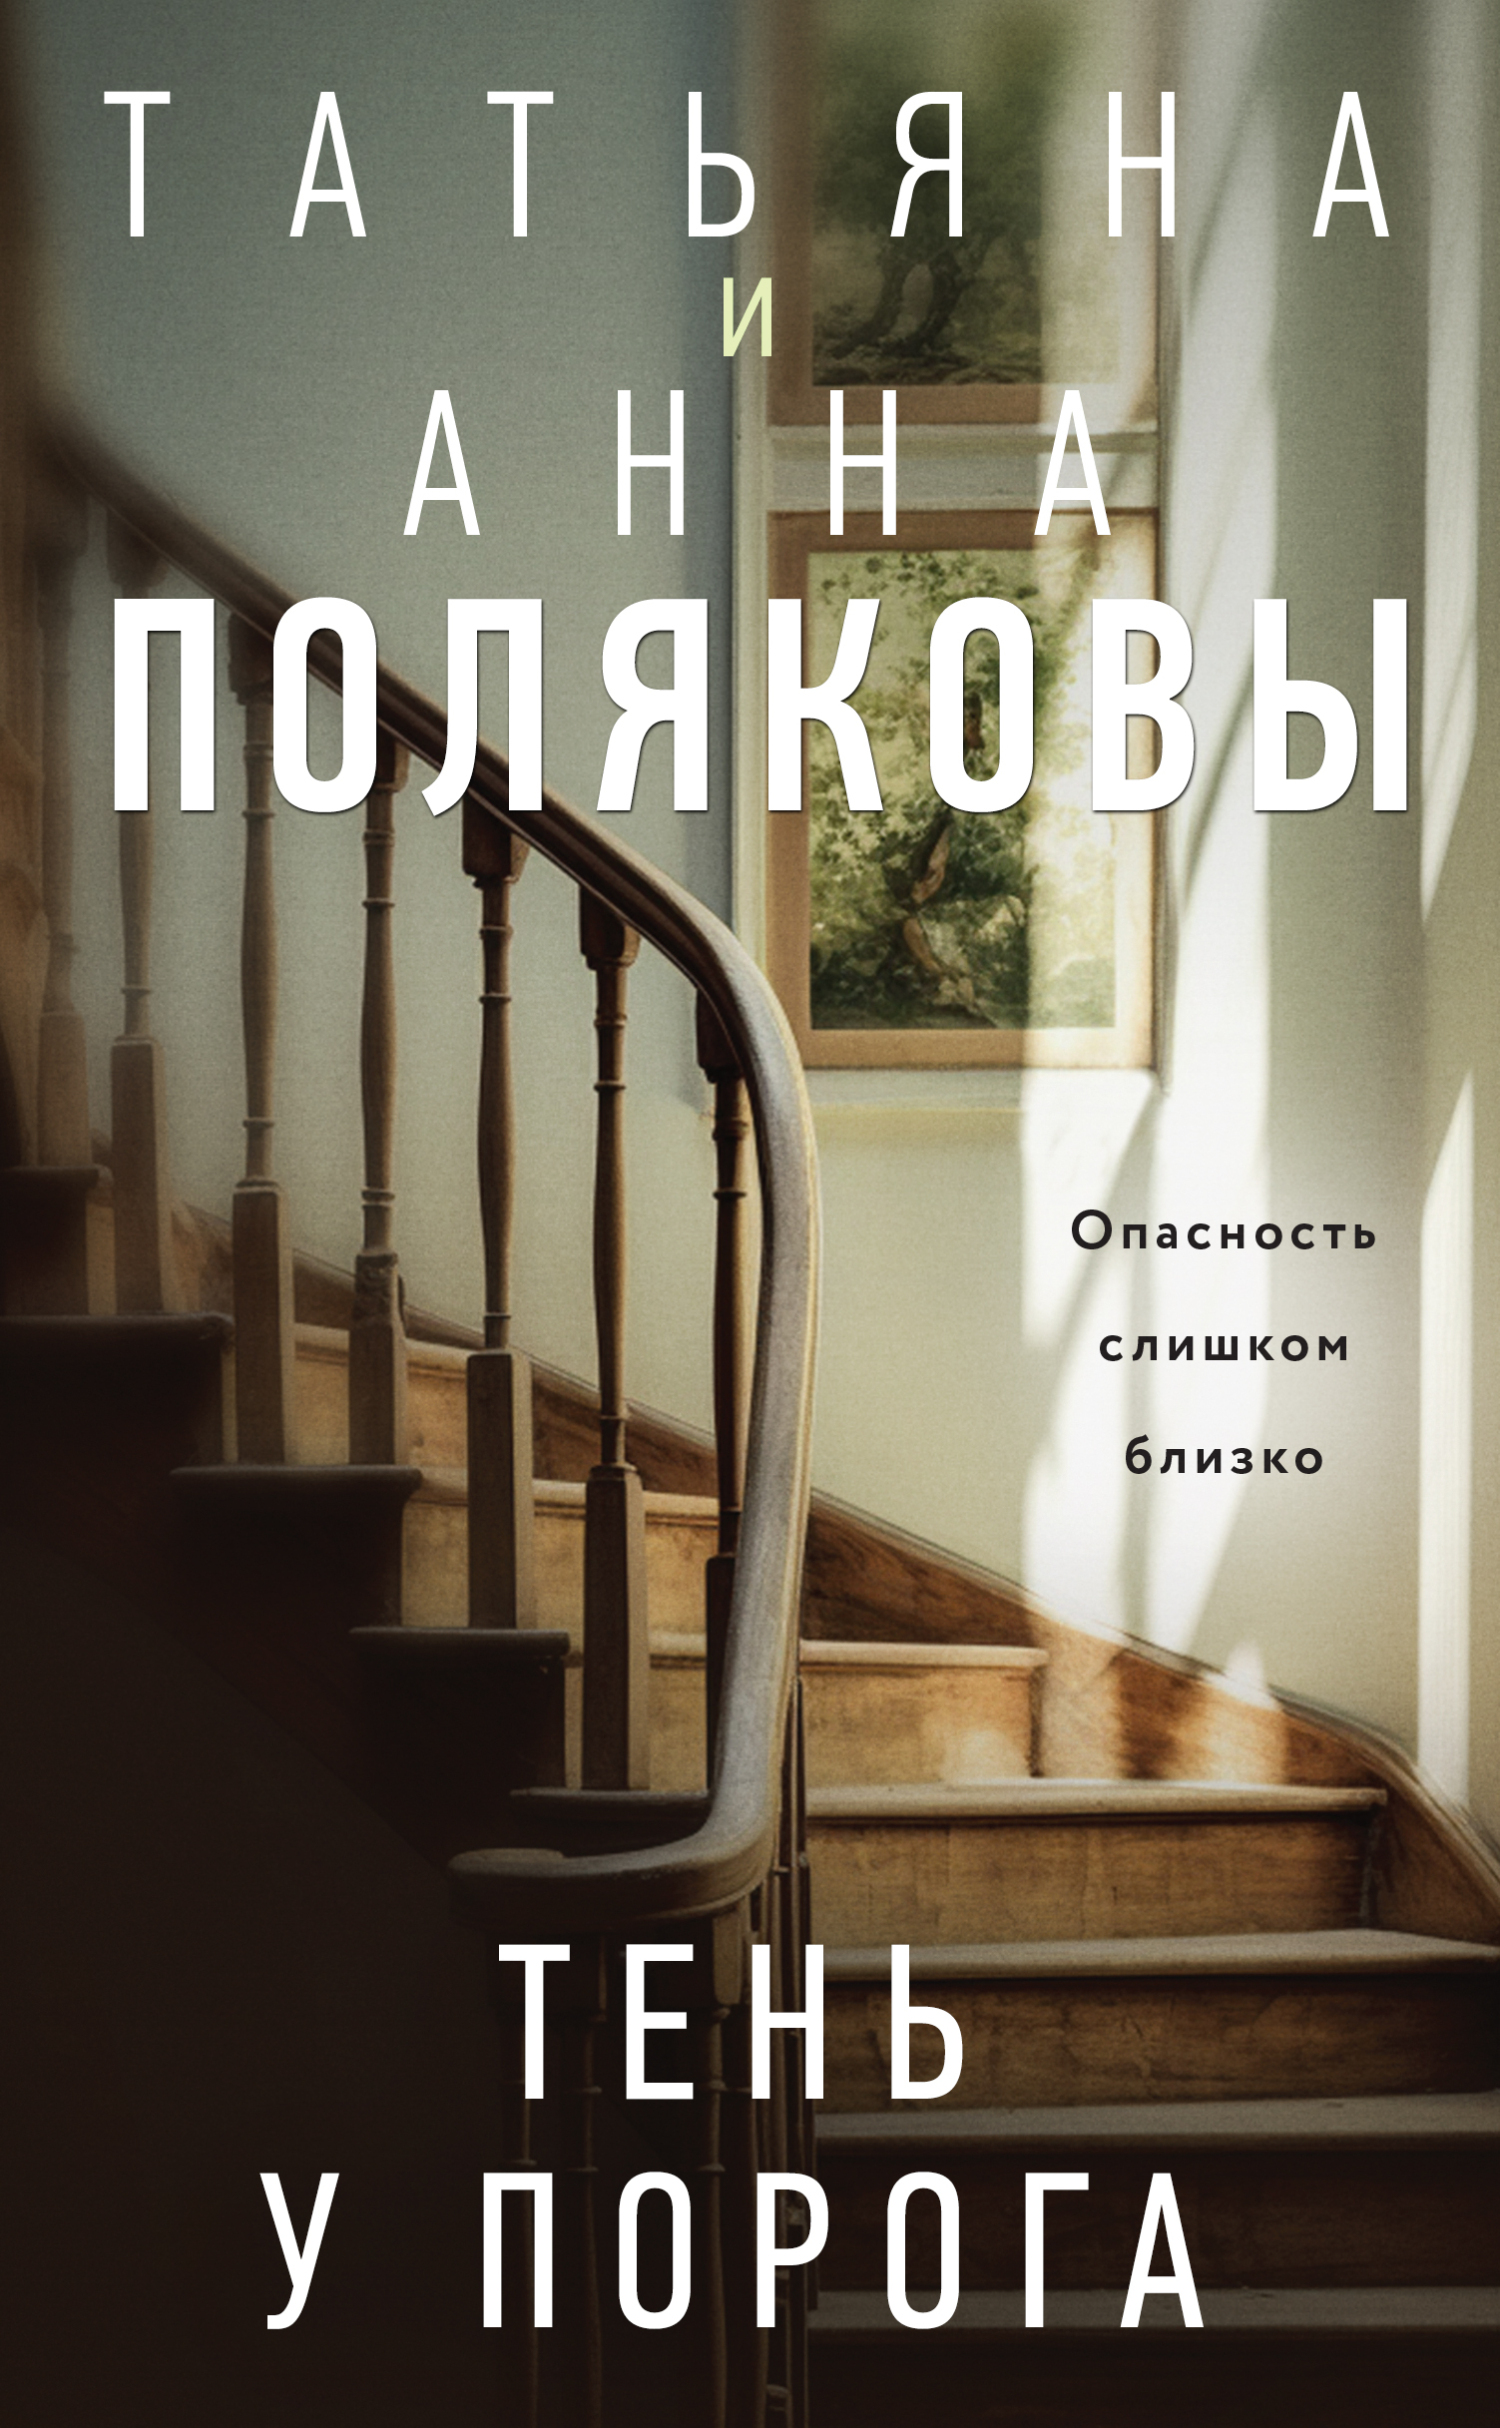 ТАТЬЯНА
И
АННА
ПОЛЯКОВЫ
Опасность
слишком
близко
ТЕНЬ
У ПОРОГА